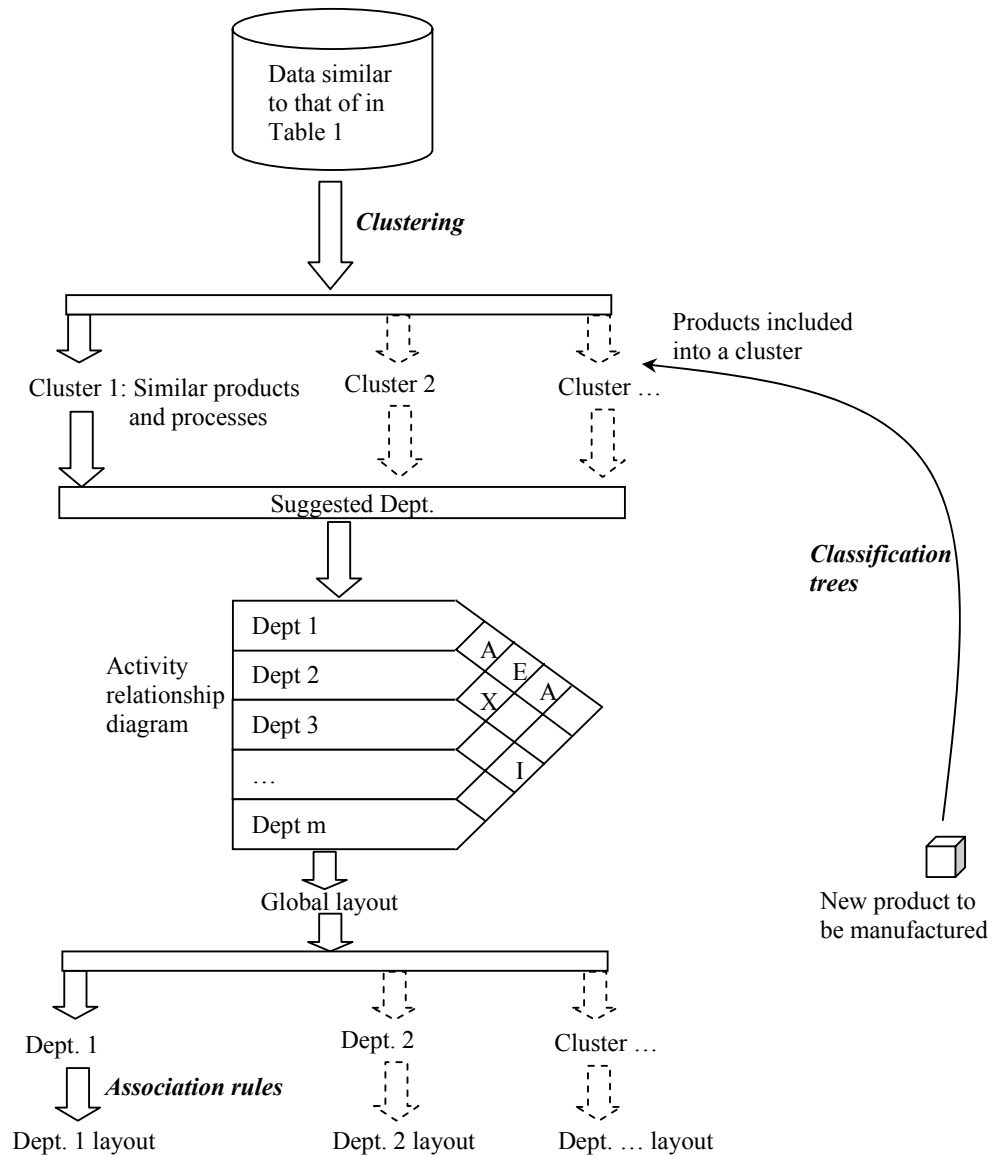 Data similar
to that of in
Table 1
Clustering
Products included
into a cluster
Cluster 1: Similar products
and processes
Cluster 2
Cluster …
Suggested Dept.
Classification
trees
Activity
relationship
diagram
Dept 1
Dept 2
Dept 3
…
Dept m
A
E
A
X
I
New product to
be manufactured
Global layout
Dept. 1
Dept. 2
Cluster …
Association rules
Dept. 1 layout
Dept. 2 layout
Dept. … layout